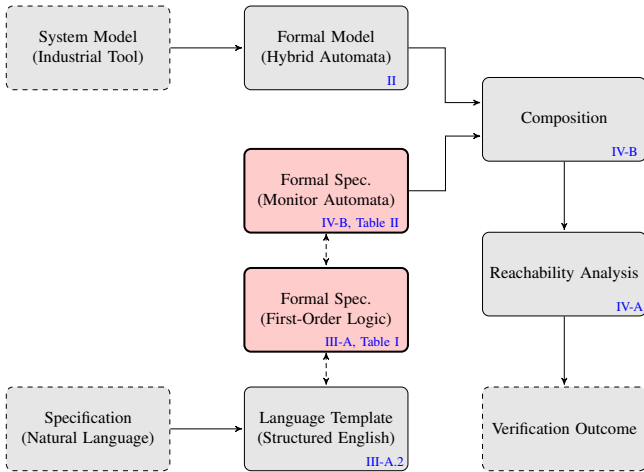 System Model
(Industrial Tool)
Formal Model
(Hybrid Automata)
II
Composition
IV-B
Formal Spec.
(Monitor Automata)
IV-B, Table II
Reachability Analysis
IV-A
Formal Spec.
(First-Order Logic)
III-A, Table I
Specification
(Natural Language)
Language Template
(Structured English)
III-A.2
Verification Outcome